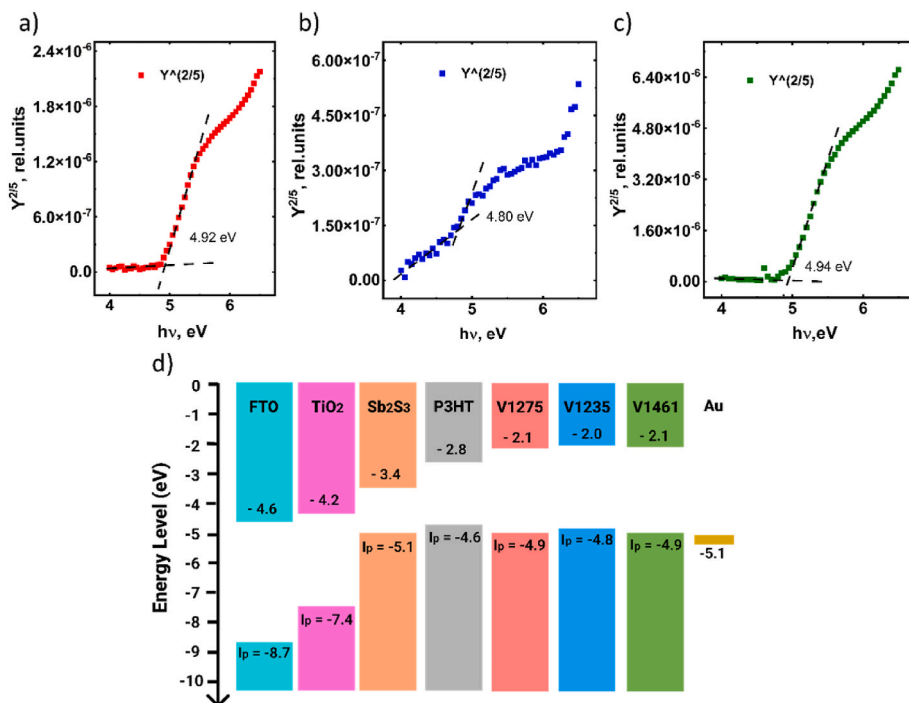 a)
2.4×10⁻⁶
1.8×10⁻⁶
1.2×10⁻⁶
6.0×10⁻⁷
0.0
Y^(2/5)
4.92 eV
Y²ᐟ⁵, rel.units
4 5 6
hν, eV
b)
6.00×10⁻⁷
4.50×10⁻⁷
3.00×10⁻⁷
1.50×10⁻⁷
0.00
Y^(2/5)
4.80 eV
Y²ᐟ⁵, rel.units
4 5 6
hν, eV
c)
6.40×10⁻⁶
4.80×10⁻⁶
3.20×10⁻⁶
1.60×10⁻⁶
0.00
Y^(2/5)
4.94 eV
Y²ᐟ⁵, rel.units
4 5 6
hν,eV
d)
Energy Level (eV)
0
-1
-2
-3
-4
-5
-6
-7
-8
-9
-10
FTO TiO₂ Sb₂S₃ P3HT V1275 V1235 V1461 Au
- 4.6 - 4.2 - 3.4 - 2.8 - 2.1 - 2.0 - 2.1
Iₚ = -8.7 Iₚ = -7.4 Iₚ = -5.1 Iₚ = -4.6 Iₚ = -4.9 Iₚ = -4.8 Iₚ = -4.9 -5.1